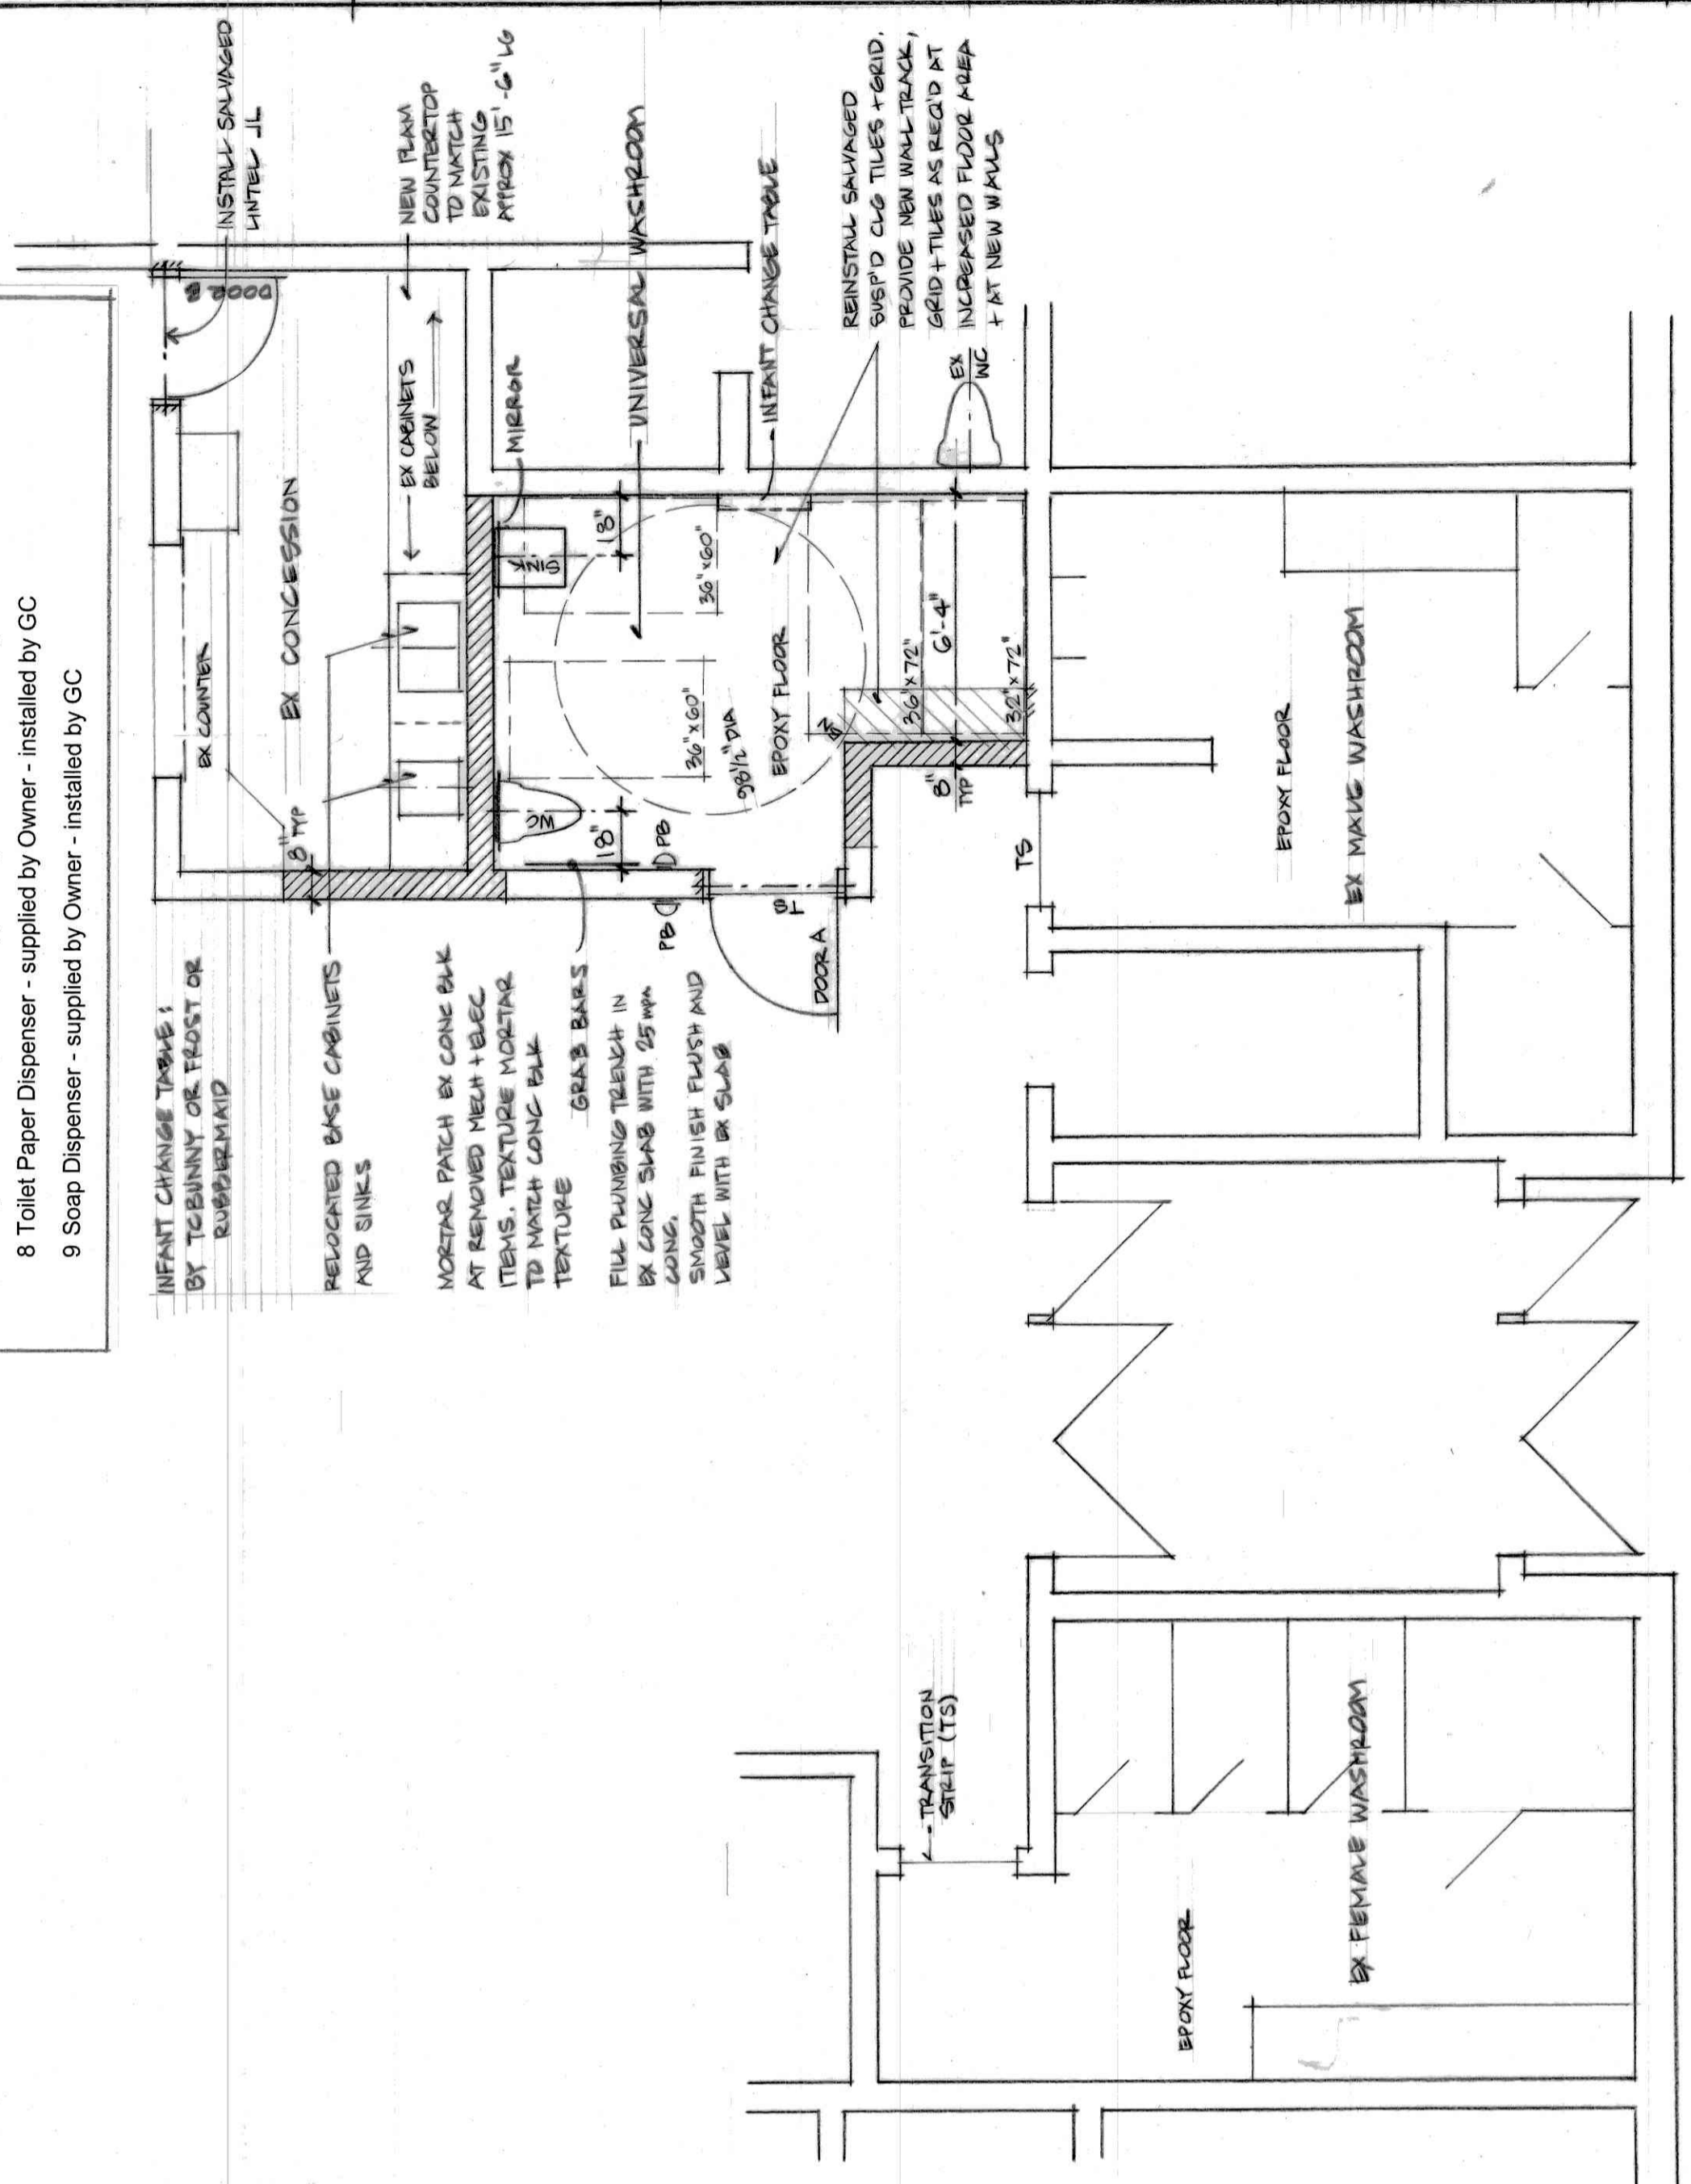 8 Toilet Paper Dispenser - supplied by Owner - installed by GC
9 Soap Dispenser - supplied by Owner - installed by GC
INFANT CHANGE TABLE:
BY TCBUNNY OR FROST OR
RUBBERMAID
RELOCATED BASE CABINETS
AND SINKS
MORTAR PATCH EX CONC BLK
AT REMOVED MECH + ELEC
ITEMS. TEXTURE MORTAR
TO MATCH CONC BLK
TEXTURE
GRAB BARS
FILL PLUMBING TRENCH IN
EX CONC SLAB WITH 25 mpa
CONC.
SMOOTH FINISH FLUSH AND
LEVEL WITH EX SLAB
INSTALL SALVAGED
LINTEL JL
DOOR B
NEW PLAM
COUNTERTOP
TO MATCH
EXISTING
APPROX 15'-6" LG
EX COUNTER
EX CONCESSION
8" TYP
EX CABINETS
BELOW
MIRROR
UNIVERSAL WASHROOM
INFANT CHANGE TABLE
REINSTALL SALVAGED
SUSP'D CLG TILES + GRID.
PROVIDE NEW WALL TRACK,
GRID + TILES AS REQ'D AT
INCREASED FLOOR AREA
+ AT NEW WALLS
SINK
18"
36"x60"
WC
18"
36"x60"
98 1/2" DIA
EPOXY FLOOR
PB
PB
TS
DOOR A
BN
36"x72"
6'-4"
32"x72"
8"
TYP
EX
WC
TS
EPOXY FLOOR
EX MALE WASHROOM
TRANSITION
STRIP (TS)
EPOXY FLOOR
EX FEMALE WASHROOM